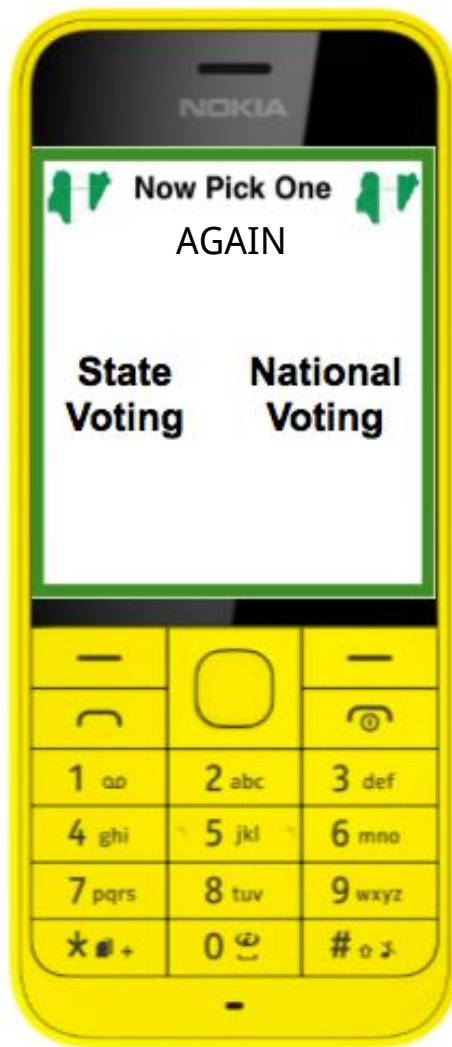 NOKIA
Now Pick One
AGAIN
State National
Voting Voting
1
2 abc
3 def
4 ghi
5 jkl
6 mno
7 pqrs
8 tuv
9 wxyz
* +
0
#